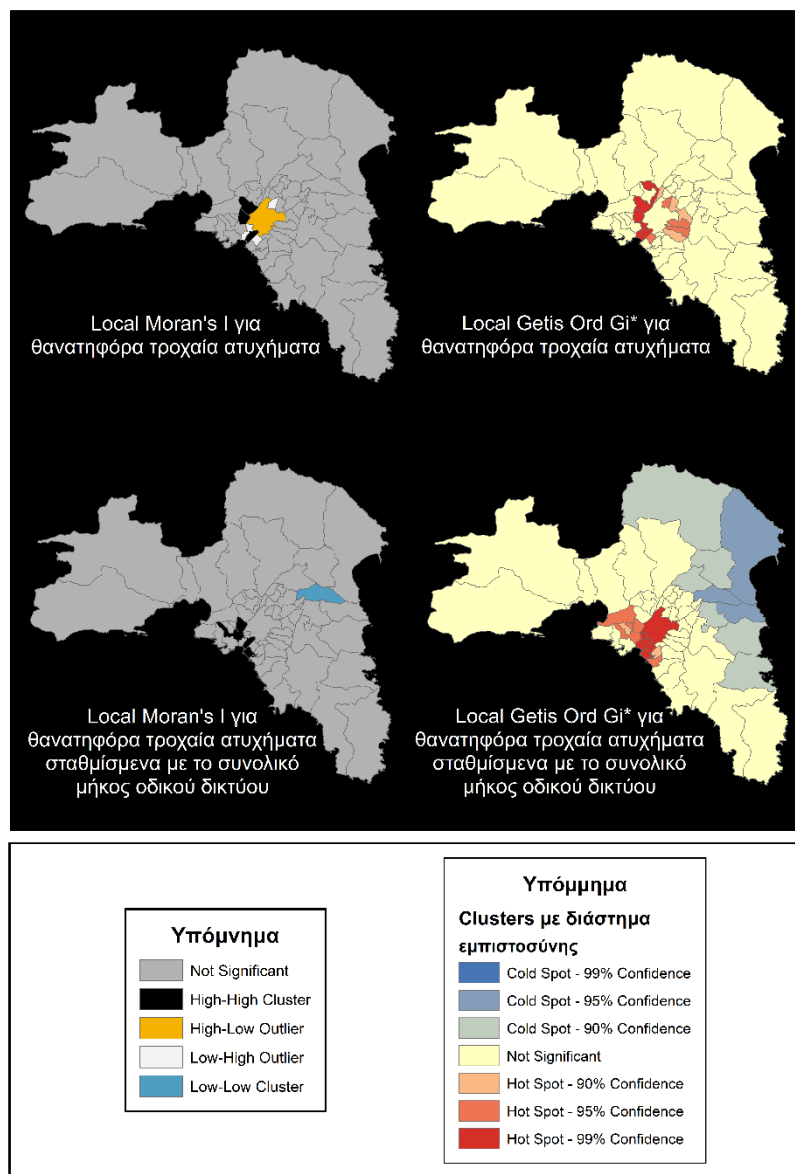 Local Moran's I για
θανατηφόρα τροχαία ατυχήματα
Local Getis Ord Gi* για
θανατηφόρα τροχαία ατυχήματα
Local Moran's I για
θανατηφόρα τροχαία ατυχήματα
σταθμίσμενα με το συνολικό
μήκος οδικού δικτύου
Local Getis Ord Gi* για
θανατηφόρα τροχαία ατυχήματα
σταθμίσμενα με το συνολικό
μήκος οδικού δικτύου
Υπόμνημα
Not Significant
High-High Cluster
High-Low Outlier
Low-High Outlier
Low-Low Cluster
Υπόμμημα
Clusters με διάστημα
εμπιστοσύνης
Cold Spot - 99% Confidence
Cold Spot - 95% Confidence
Cold Spot - 90% Confidence
Not Significant
Hot Spot - 90% Confidence
Hot Spot - 95% Confidence
Hot Spot - 99% Confidence